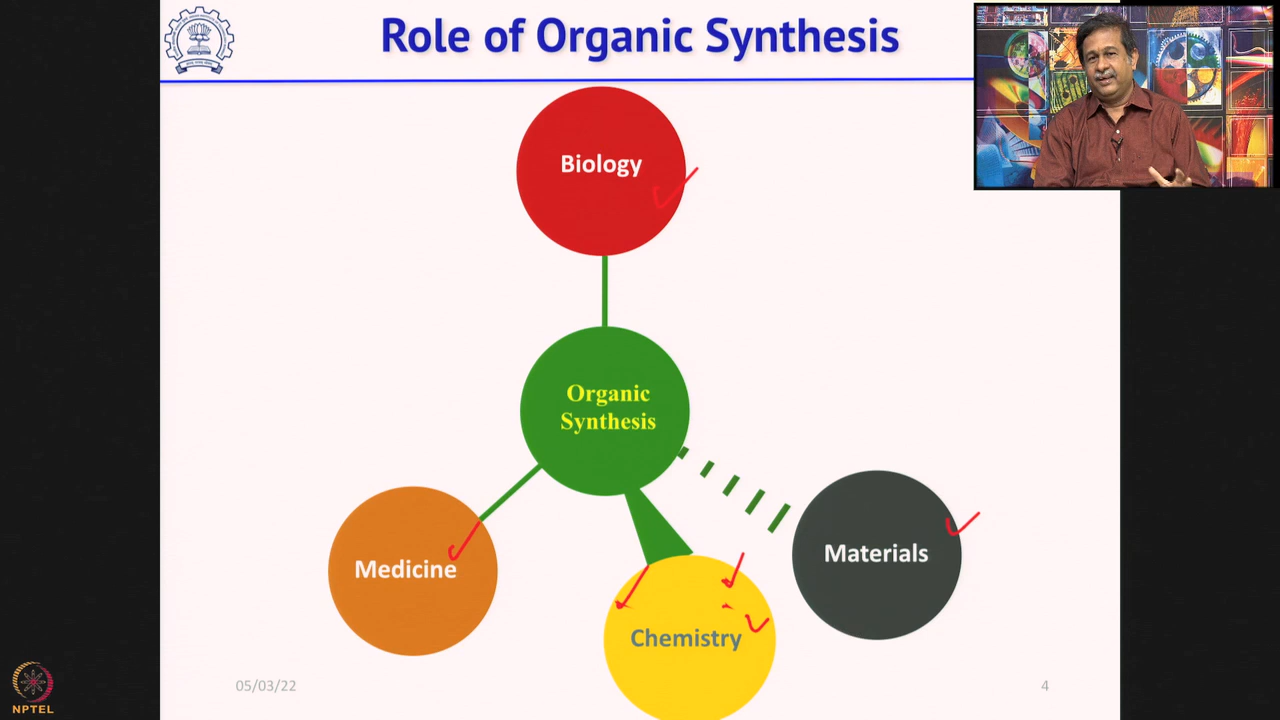 Role of Organic Synthesis
Biology
Organic
Synthesis
Medicine
Chemistry
Materials
05/03/22
4
NPTEL